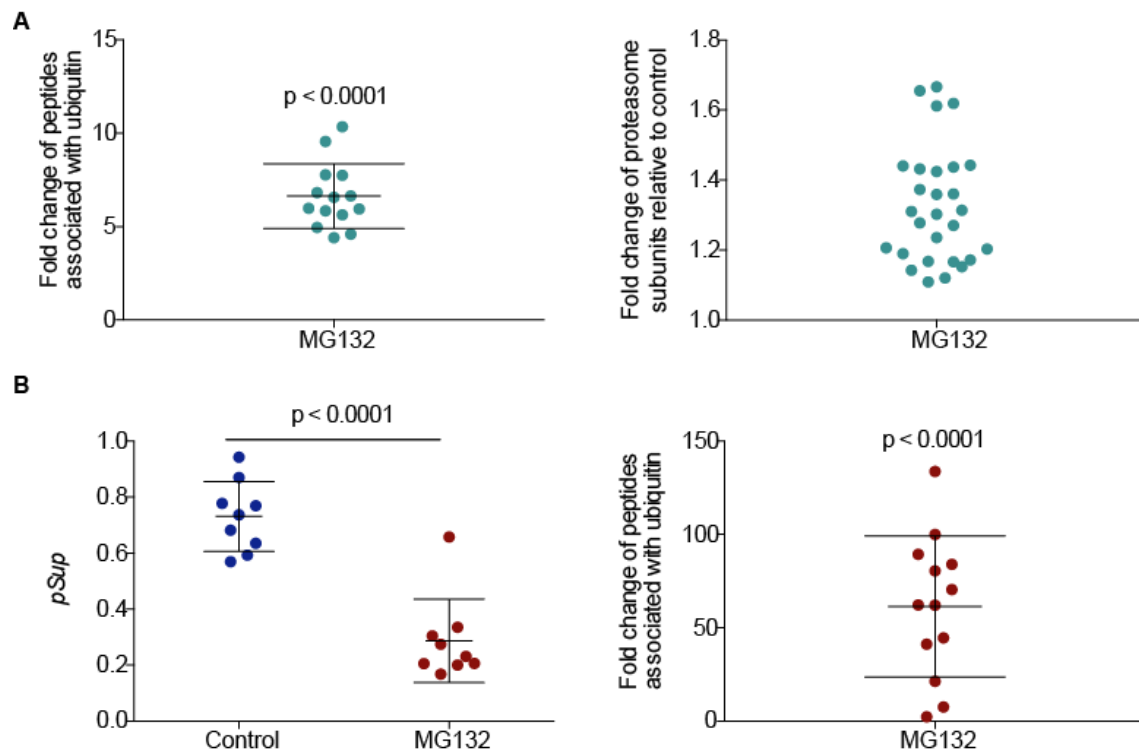 A
Fold change of peptides
associated with ubiquitin
15
10
5
0
p < 0.0001
MG132
Fold change of proteasome
subunits relative to control
1.8
1.6
1.4
1.2
1.0
MG132
B
pSup
1.0
0.8
0.6
0.4
0.2
0.0
p < 0.0001
Control
MG132
Fold change of peptides
associated with ubiquitin
150
100
50
0
p < 0.0001
MG132